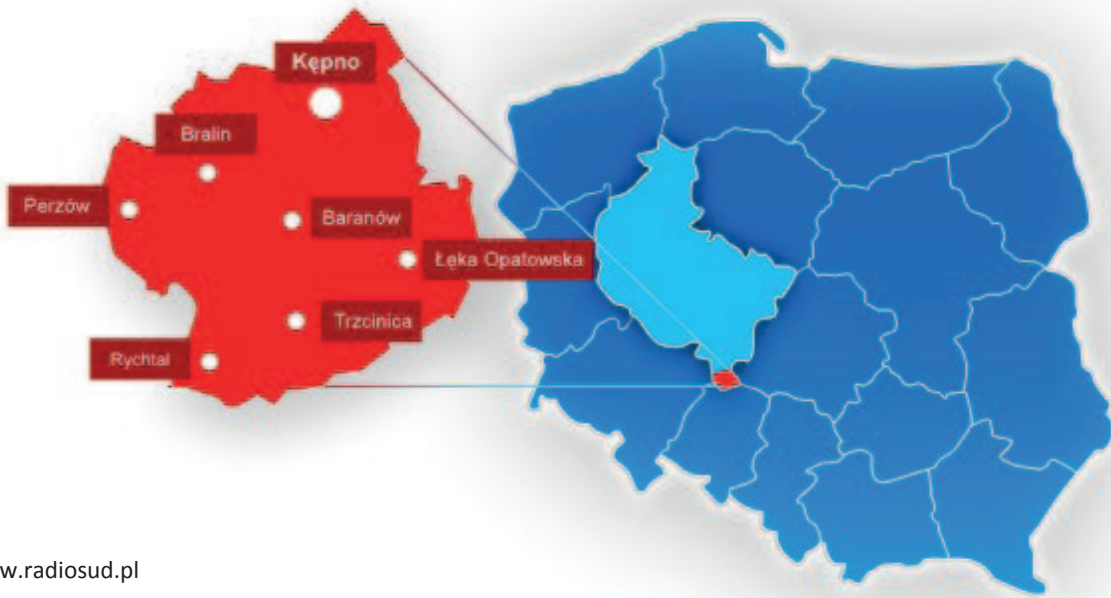 Kępno
Bralin
Perzów
Baranów
Łęka Opatowska
Trzcinica
Rychtal
w.radiosud.pl